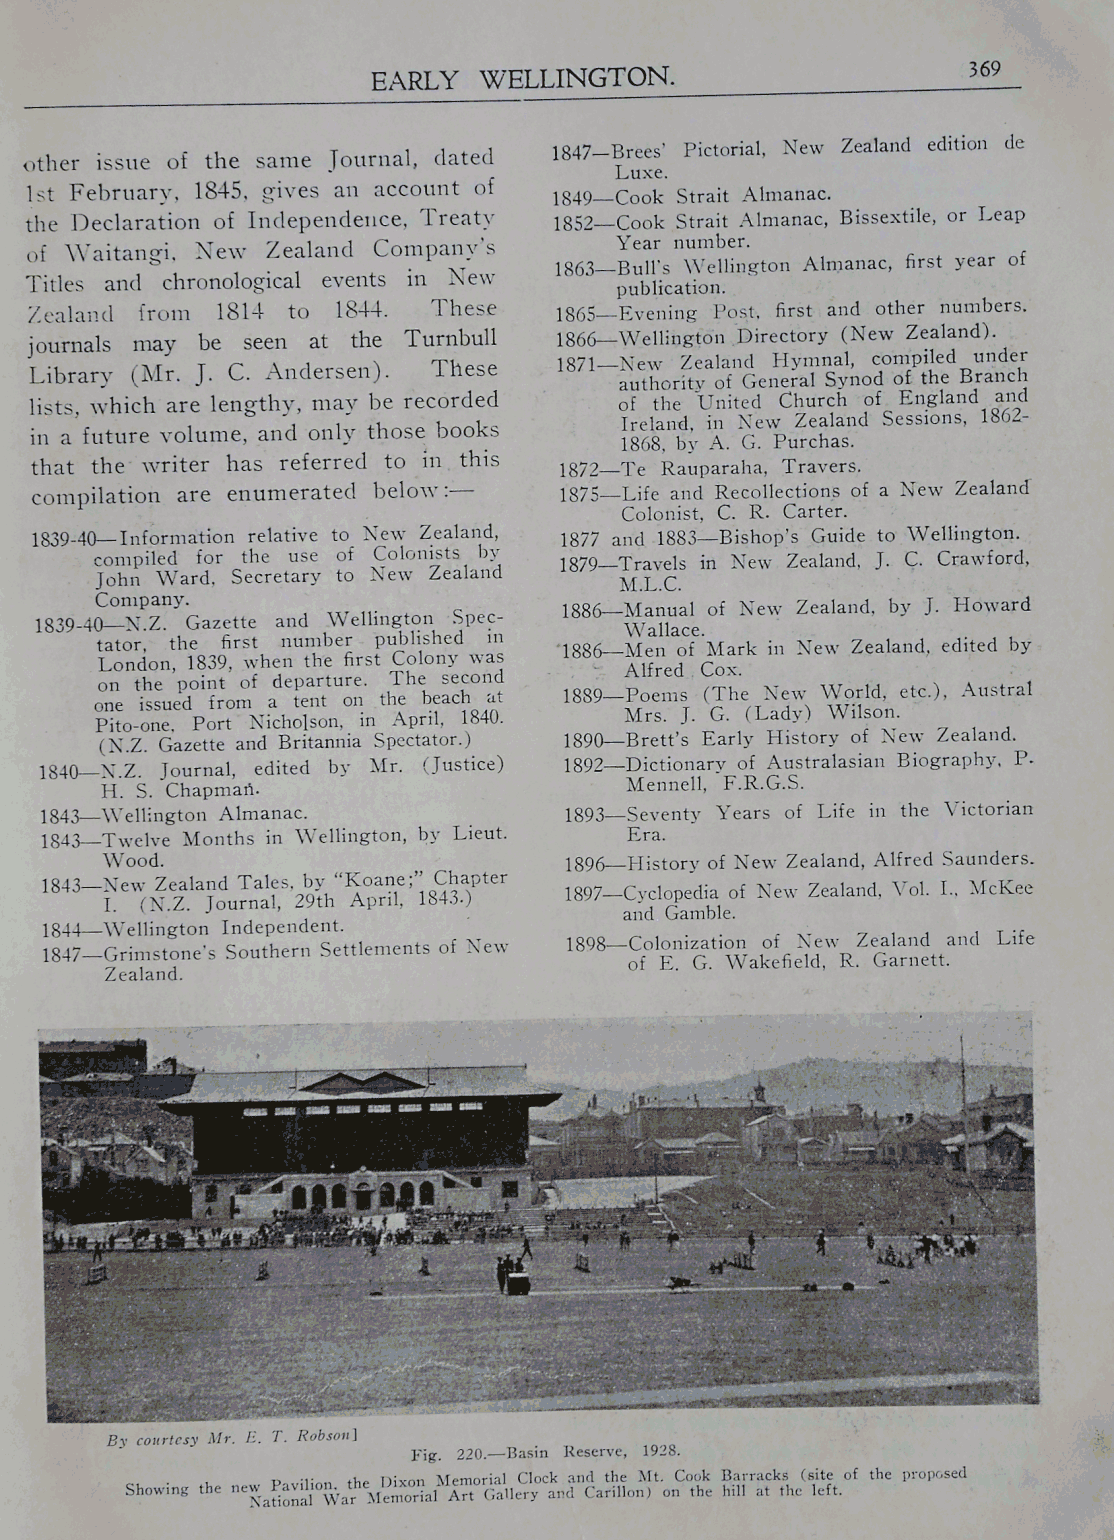 EARLY WELLINGTON.
369
other issue of the same Journal, dated
1st February, 1845, gives an account of
the Declaration of Independence, Treaty
of Waitangi, New Zealand Company's
Titles and chronological events in New
Zealand from 1814 to 1844. These
journals may be seen at the Turnbull
Library (Mr. J. C. Andersen). These
lists, which are lengthy, may be recorded
in a future volume, and only those books
that the writer has referred to in this
compilation are enumerated below:—
1839-40—Information relative to New Zealand,
compiled for the use of Colonists by
John Ward, Secretary to New Zealand
Company.
1839-40—N.Z. Gazette and Wellington Spec-
tator, the first number published in
London, 1839, when the first Colony was
on the point of departure. The second
one issued from a tent on the beach at
Pito-one, Port Nicholson, in April, 1840.
(N.Z. Gazette and Britannia Spectator.)
1840—N.Z. Journal, edited by Mr. (Justice)
H. S. Chapman.
1843—Wellington Almanac.
1843—Twelve Months in Wellington, by Lieut.
Wood.
1843—New Zealand Tales, by “Koane;” Chapter
I. (N.Z. Journal, 29th April, 1843.)
1844—Wellington Independent.
1847—Grimstone's Southern Settlements of New
Zealand.
1847—Brees' Pictorial, New Zealand edition de
Luxe.
1849—Cook Strait Almanac.
1852—Cook Strait Almanac, Bissextile, or Leap
Year number.
1863—Bull's Wellington Almanac, first year of
publication.
1865—Evening Post, first and other numbers.
1866—Wellington Directory (New Zealand).
1871—New Zealand Hymnal, compiled under
authority of General Synod of the Branch
of the United Church of England and
Ireland, in New Zealand Sessions, 1862-
1868, by A. G. Purchas.
1872—Te Rauparaha, Travers.
1875—Life and Recollections of a New Zealand
Colonist, C. R. Carter.
1877 and 1883—Bishop's Guide to Wellington.
1879—Travels in New Zealand, J. C. Crawford,
M.L.C.
1886—Manual of New Zealand, by J. Howard
Wallace.
1886—Men of Mark in New Zealand, edited by
Alfred Cox.
1889—Poems (The New World, etc.), Austral
Mrs. J. G. (Lady) Wilson.
1890—Brett's Early History of New Zealand.
1892—Dictionary of Australasian Biography, P.
Mennell, F.R.G.S.
1893—Seventy Years of Life in the Victorian
Era.
1896—History of New Zealand, Alfred Saunders.
1897—Cyclopedia of New Zealand, Vol. I., McKee
and Gamble.
1898—Colonization of New Zealand and Life
of E. G. Wakefield, R. Garnett.
By courtesy Mr. E. T. Robson]
Fig. 220.—Basin Reserve, 1928.
Showing the new Pavilion, the Dixon Memorial Clock and the Mt. Cook Barracks (site of the proposed
National War Memorial Art Gallery and Carillon) on the hill at the left.